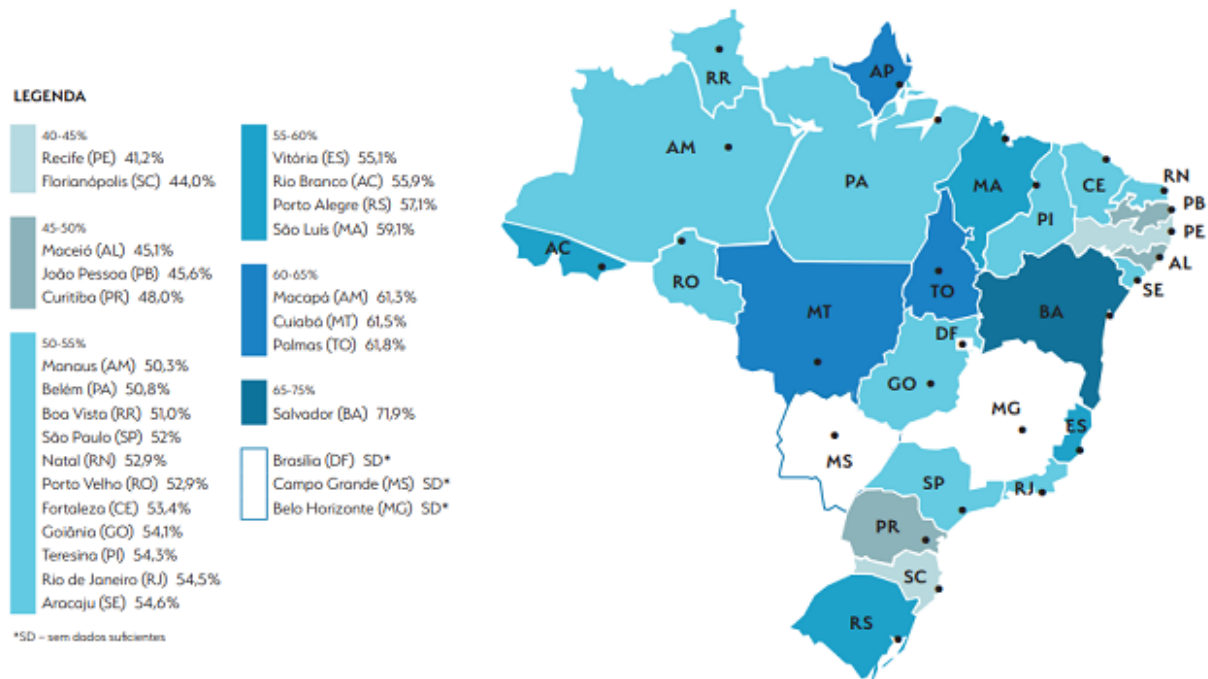 LEGENDA
40-45%
Recife (PE) 41,2%
Florianópolis (SC) 44,0%
45-50%
Maceió (AL) 45,1%
João Pessoa (PB) 45,6%
Curitiba (PR) 48,0%
50-55%
Manaus (AM) 50,3%
Belém (PA) 50,8%
Boa Vista (RR) 51,0%
São Paulo (SP) 52%
Natal (RN) 52,9%
Porto Velho (RO) 52,9%
Fortaleza (CE) 53,4%
Goiânia (GO) 54,1%
Teresina (PI) 54,3%
Rio de Janeiro (RJ) 54,5%
Aracaju (SE) 54,6%
*SD – sem dados suficientes
55-60%
Vitória (ES) 55,1%
Rio Branco (AC) 55,9%
Porto Alegre (RS) 57,1%
São Luís (MA) 59,1%
60-65%
Macapá (AM) 61,3%
Cuiabá (MT) 61,5%
Palmas (TO) 61,8%
65-75%
Salvador (BA) 71,9%
Brasília (DF) SD*
Campo Grande (MS) SD*
Belo Horizonte (MG) SD*
RR
AP
AM
PA
MA
CE
RN
PB
PI
PE
AC
AL
RO
TO
SE
MT
BA
DF
GO
MG
ES
MS
SP
RJ
PR
SC
RS